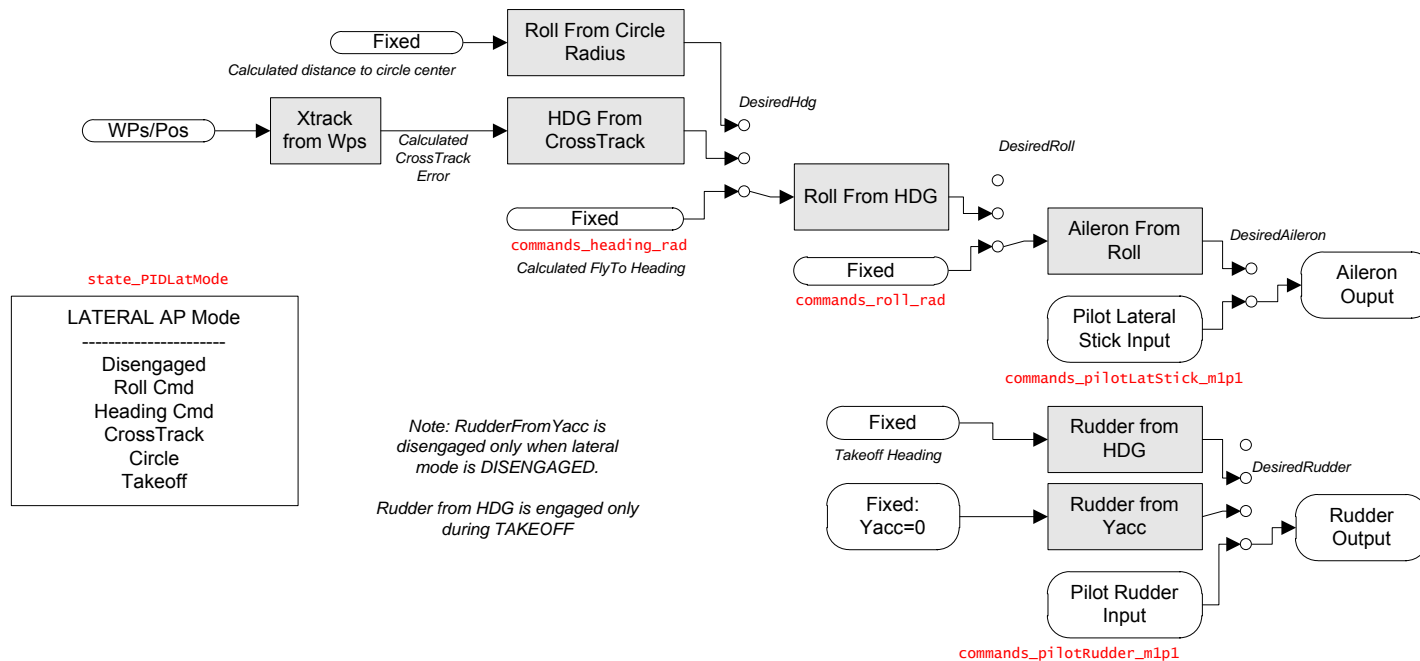 Fixed
Calculated distance to circle center
Roll From Circle
Radius
DesiredHdg
WPs/Pos
Xtrack
from Wps
Calculated
CrossTrack
Error
HDG From
CrossTrack
Fixed
commands_heading_rad
Calculated FlyTo Heading
Roll From HDG
DesiredRoll
Fixed
commands_roll_rad
Aileron From
Roll
DesiredAileron
Pilot Lateral
Stick Input
commands_pilotLatStick_m1p1
Aileron
Ouput
state_PIDLatMode
LATERAL AP Mode
----------------------
Disengaged
Roll Cmd
Heading Cmd
CrossTrack
Circle
Takeoff
Note: RudderFromYacc is
disengaged only when lateral
mode is DISENGAGED.
Rudder from HDG is engaged only
during TAKEOFF
Fixed
Takeoff Heading
Rudder from
HDG
DesiredRudder
Fixed:
Yacc=0
Rudder from
Yacc
Rudder
Output
Pilot Rudder
Input
commands_pilotRudder_m1p1